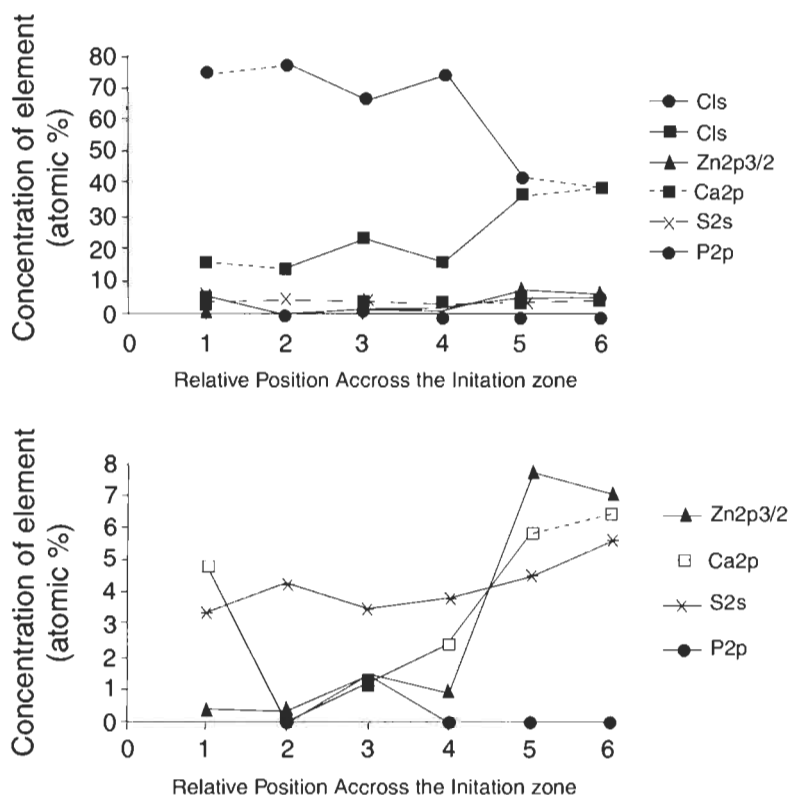 Concentration of element
(atomic %)
80
70
60
50
40
30
20
10
0
0 1 2 3 4 5 6
Relative Position Accross the Initation zone
Cls
Cls
Zn2p3/2
Ca2p
S2s
P2p
Concentration of element
(atomic %)
8
7
6
5
4
3
2
1
0
0 1 2 3 4 5 6
Relative Position Accross the Initation zone
Zn2p3/2
Ca2p
S2s
P2p